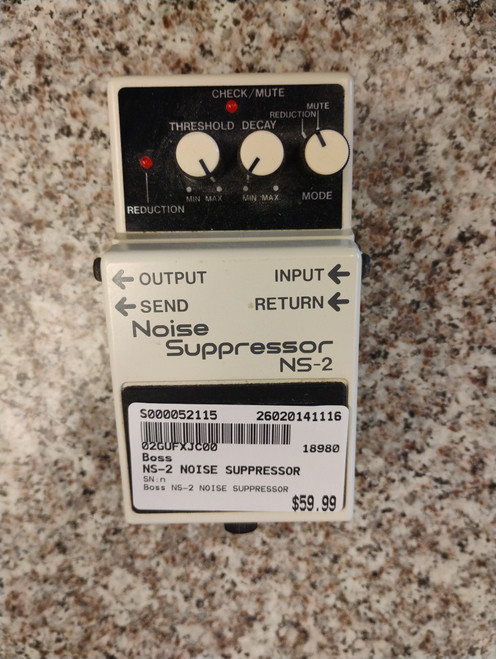 CHECK/MUTE
MUTE
REDUCTION
THRESHOLD DECAY
MIN MAX MIN MAX
MODE
REDUCTION
← OUTPUT INPUT ←
← SEND RETURN ←
Noise
Suppressor
NS-2
S000052115 26020141116
02GUFXJC00 18980
Boss
NS-2 NOISE SUPPRESSOR
SN:n
Boss NS-2 NOISE SUPPRESSOR
$59.99